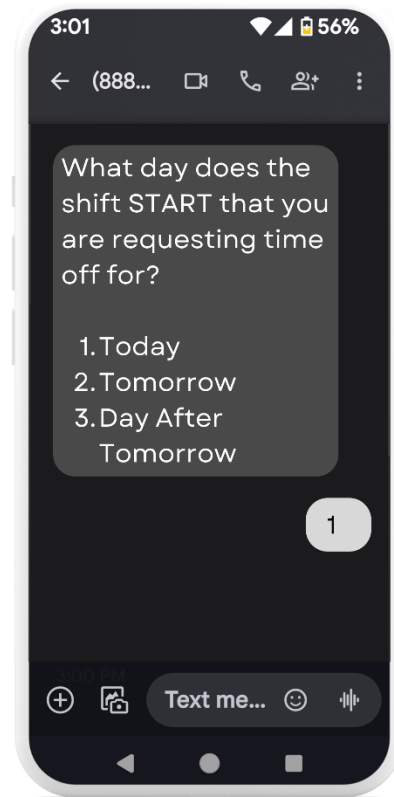 3:01
56%
(888...
What day does the
shift START that you
are requesting time
off for?
1. Today
2. Tomorrow
3. Day After
Tomorrow
1
3:00 PM
Text me...